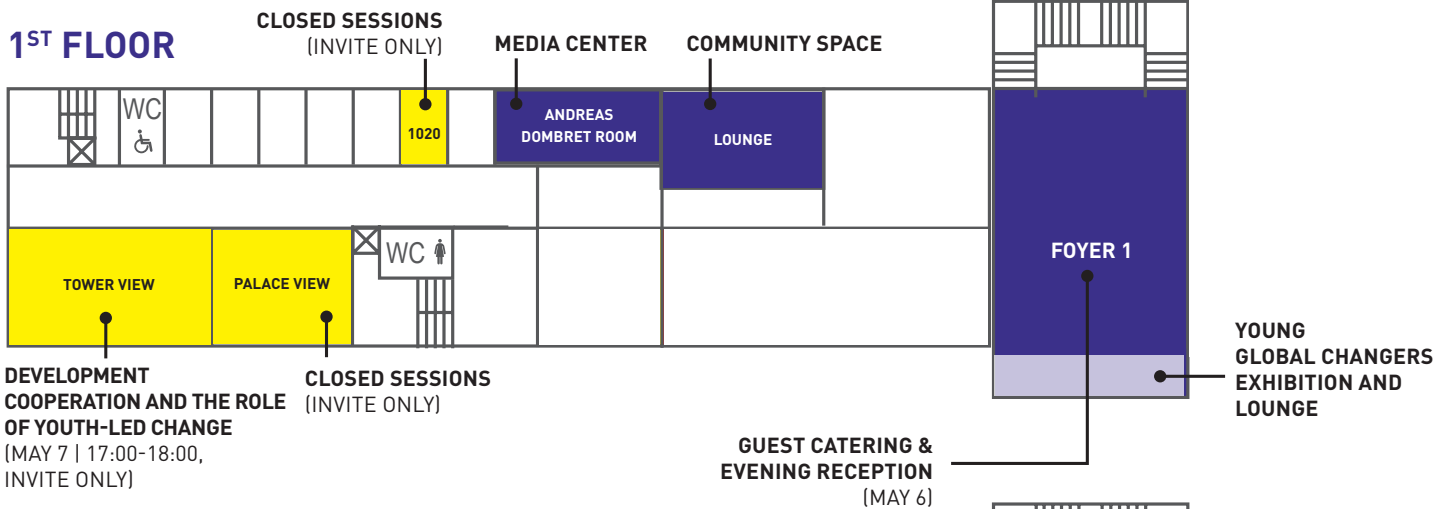 1ST FLOOR
CLOSED SESSIONS
(INVITE ONLY)
MEDIA CENTER
COMMUNITY SPACE
WC
1020
ANDREAS
DOMBRET ROOM
LOUNGE
FOYER 1
TOWER VIEW
PALACE VIEW
WC
DEVELOPMENT
COOPERATION AND THE ROLE
OF YOUTH-LED CHANGE
(MAY 7 | 17:00-18:00,
INVITE ONLY)
CLOSED SESSIONS
(INVITE ONLY)
GUEST CATERING &
EVENING RECEPTION
(MAY 6)
YOUNG
GLOBAL CHANGERS
EXHIBITION AND
LOUNGE